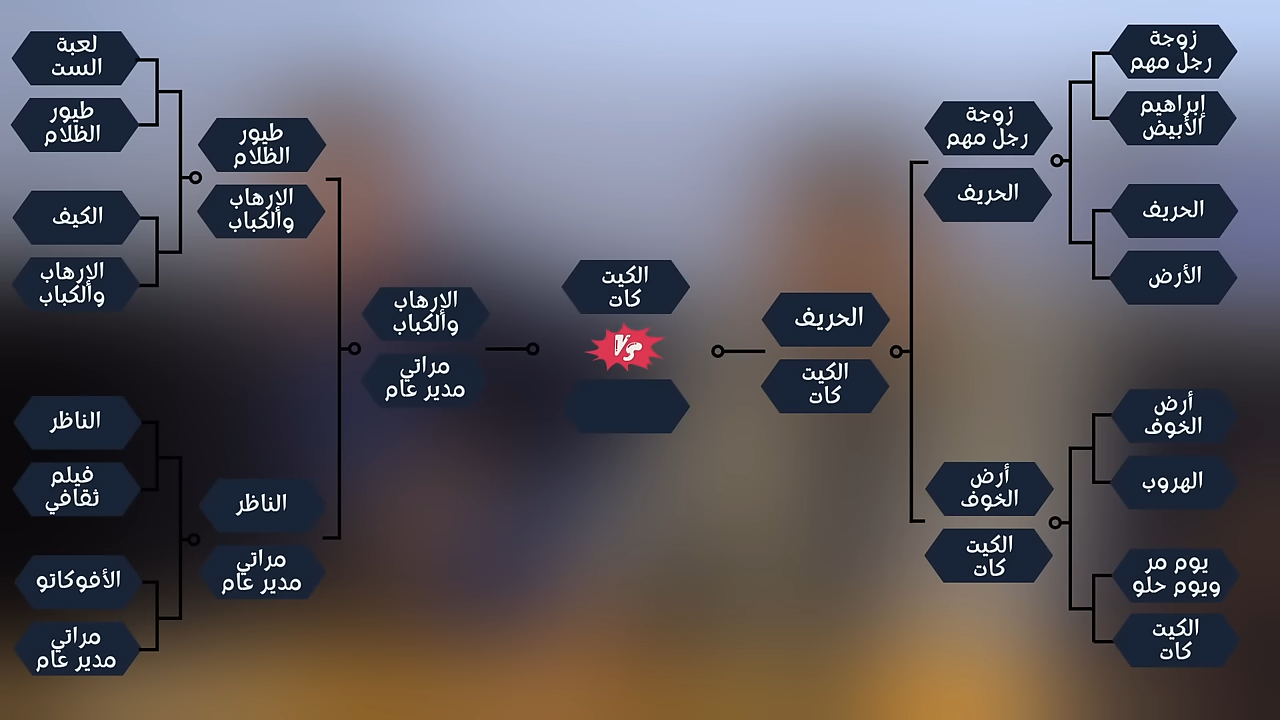 لعبة
الست
طيور
الظلام
الكيف
الإرهاب
والكباب
الناظر
فيلم
ثقافي
الأفوكاتو
مراتي
مدير عام
طيور
الظلام
الإرهاب
والكباب
الناظر
مراتي
مدير عام
الإرهاب
والكباب
مراتي
مدير عام
الكيت
كات
VS
الحريف
الكيت
كات
زوجة
رجل مهم
الحريف
أرض
الخوف
الكيت
كات
زوجة
رجل مهم
إبراهيم
الأبيض
الحريف
الأرض
أرض
الخوف
الهروب
يوم مر
ويوم حلو
الكيت
كات